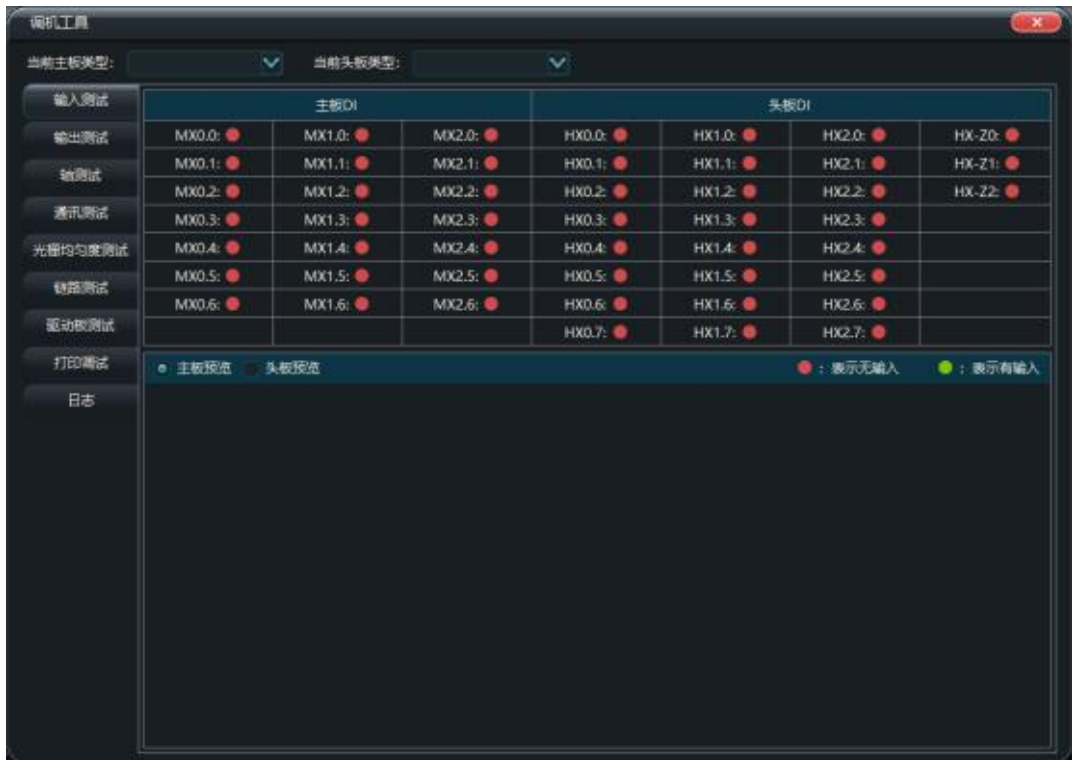 调机工具
当前主板类型: 当前头板类型:
输入测试
输出测试
轴测试
通讯测试
光栅均匀度测试
链路测试
驱动板测试
打印调试
日志
主板DI 头板DI
MX0.0: MX1.0: MX2.0: HX0.0: HX1.0: HX2.0: HX-Z0:
MX0.1: MX1.1: MX2.1: HX0.1: HX1.1: HX2.1: HX-Z1:
MX0.2: MX1.2: MX2.2: HX0.2: HX1.2: HX2.2: HX-Z2:
MX0.3: MX1.3: MX2.3: HX0.3: HX1.3: HX2.3:
MX0.4: MX1.4: MX2.4: HX0.4: HX1.4: HX2.4:
MX0.5: MX1.5: MX2.5: HX0.5: HX1.5: HX2.5:
MX0.6: MX1.6: MX2.6: HX0.6: HX1.6: HX2.6:
HX0.7: HX1.7: HX2.7:
主板预览 头板预览 : 表示无输入 : 表示有输入